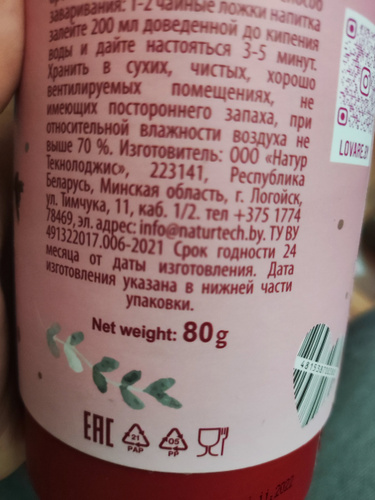 заваривания: 1-2 чайные ложки напитка
залейте 200 мл доведенной до кипения
воды и дайте настояться 3-5 минут.
Хранить в сухих, чистых, хорошо
вентилируемых помещениях, не
имеющих постороннего запаха, при
относительной влажности воздуха не
выше 70 %. Изготовитель: ООО «Натур
Текнолоджис», 223141, Республика
Беларусь, Минская область, г. Логойск,
ул. Тимчука, 11, каб. 1/2. тел +375 1774
78469, эл. адрес: info@naturtech.by. ТУ BY
491322017.006-2021 Срок годности 24
месяца от даты изготовления. Дата
изготовления указана в нижней части
упаковки.
LOVARE.BY
Net weight: 80g
EAC
21
PAP
05
PP